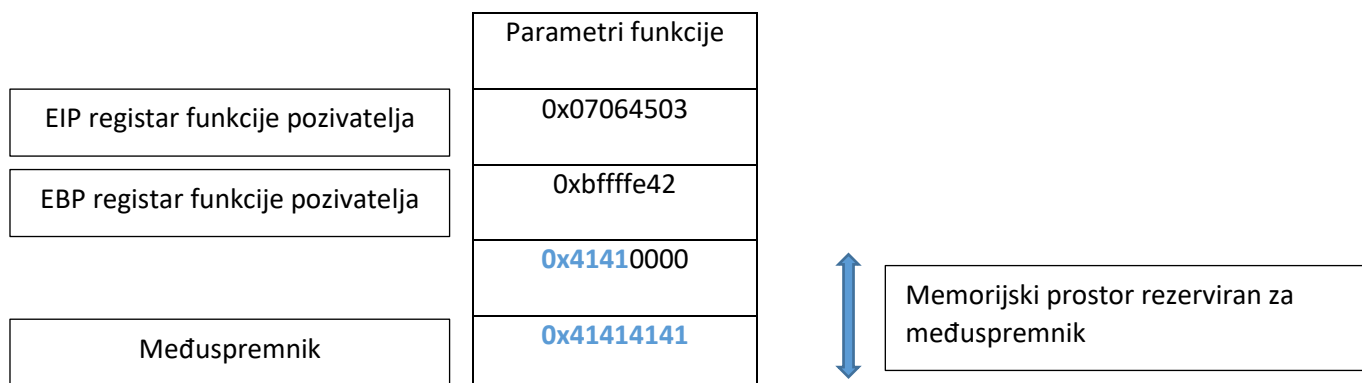 Parametri funkcije
EIP registar funkcije pozivatelja
0x07064503
EBP registar funkcije pozivatelja
0xbffffe42
0x41410000
Memorijski prostor rezerviran za
međuspremnik
Međuspremnik
0x41414141